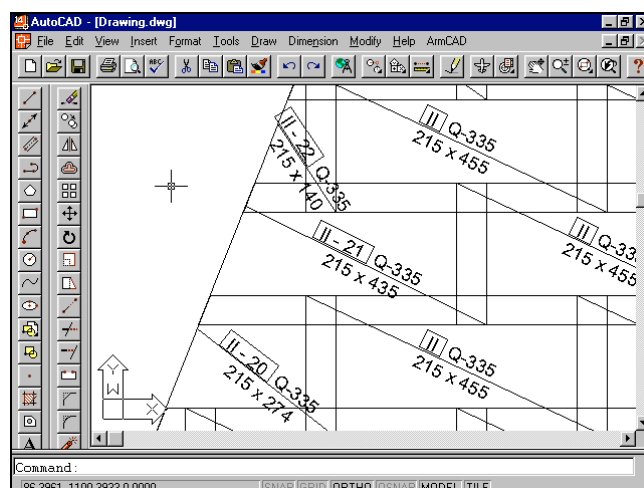 AutoCAD - [Drawing.dwg]
File Edit View Insert Format Tools Draw Dimension Modify Help ArmCAD
II Q-335
215 x 455
II - 22 Q-335
215 x 140
II - 21 Q-335
215 x 435
II Q-33
215 x 455
II - 20 Q-335
215 x 274
II Q-335
215 x 455
Command:
SNAP GRID ORTHO OSNAP MODEL TILE